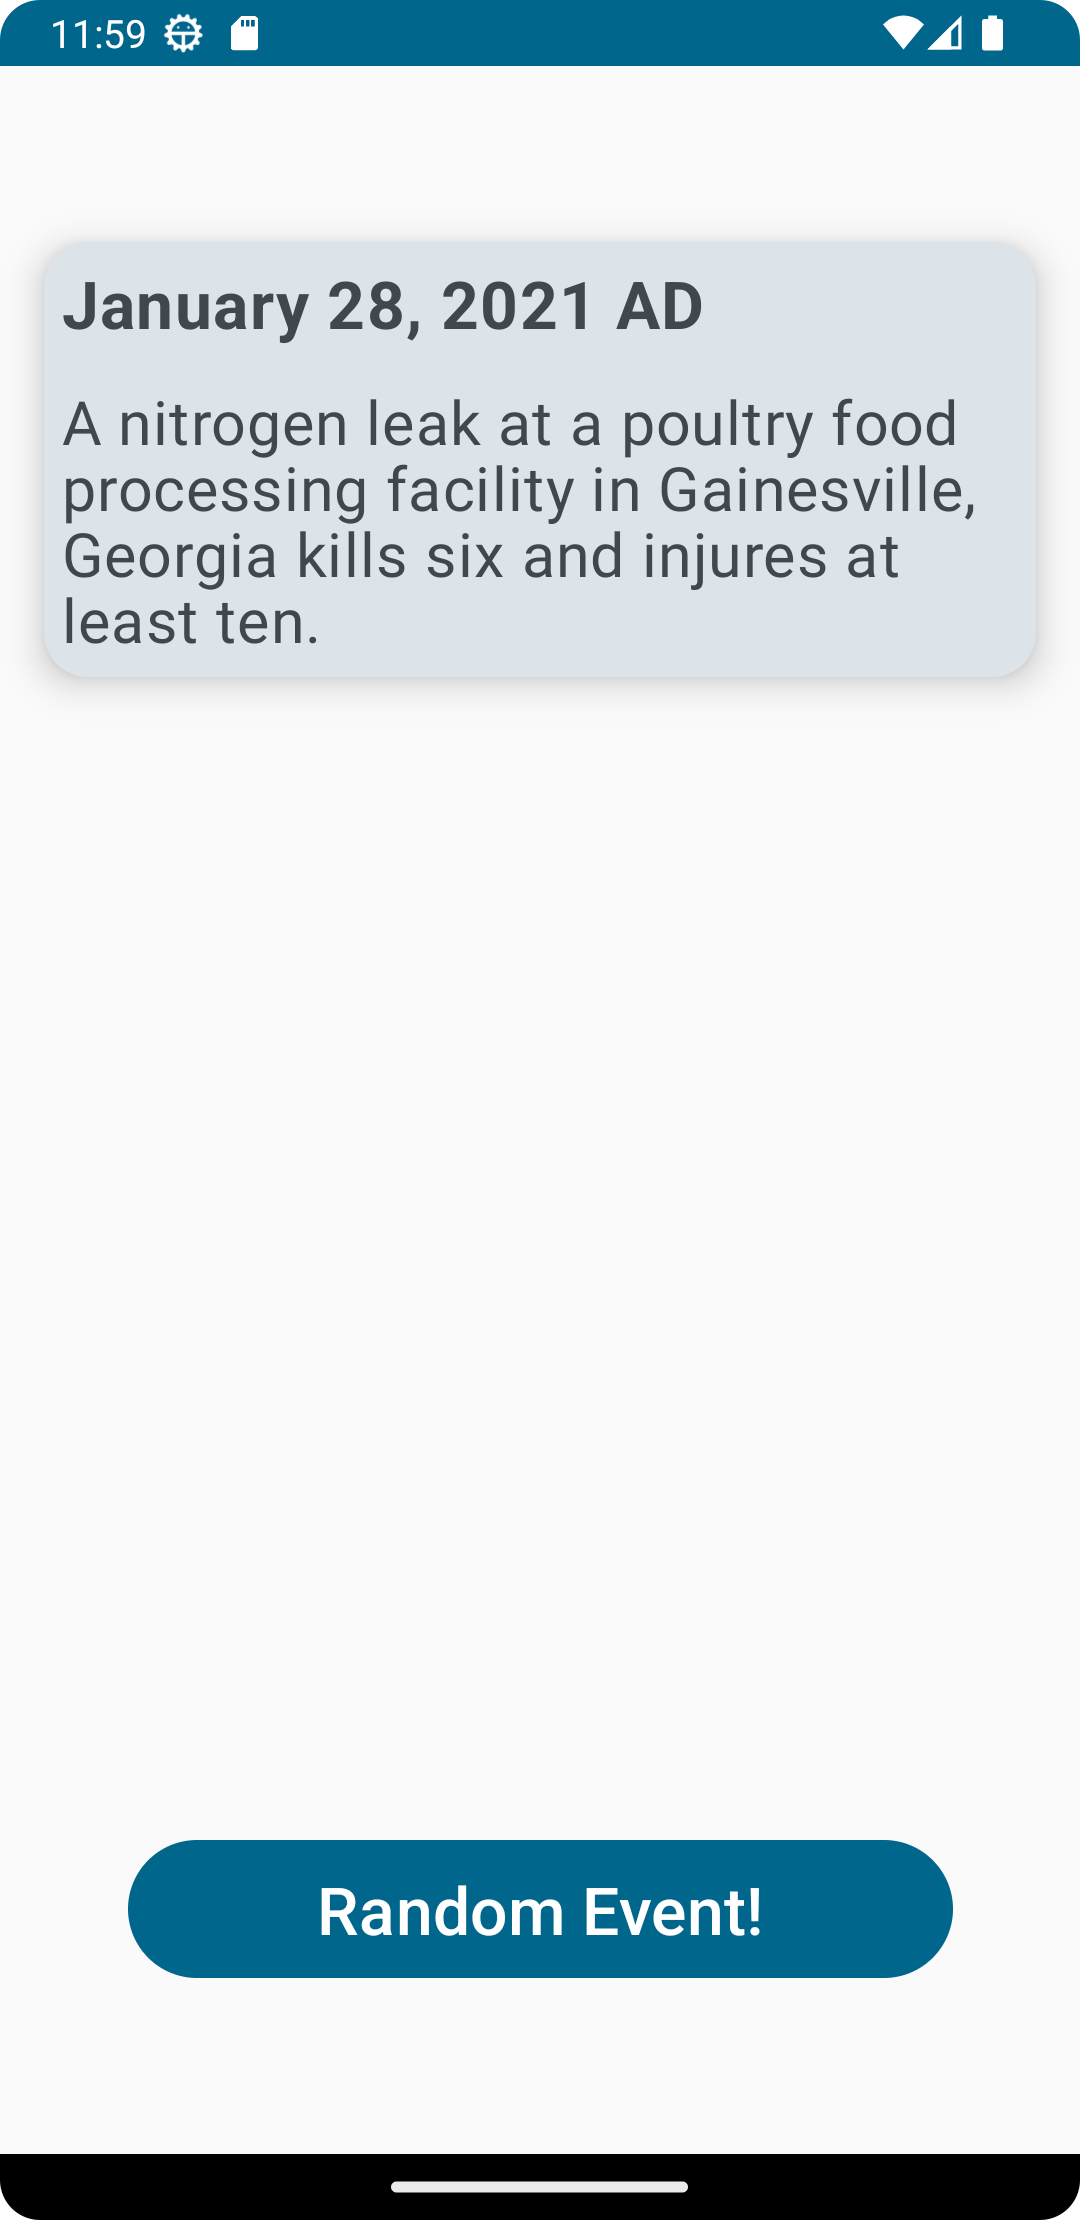 11:59
January 28, 2021 AD
A nitrogen leak at a poultry food
processing facility in Gainesville,
Georgia kills six and injures at
least ten.
Random Event!